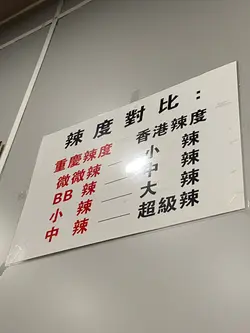 辣度對比：
重慶辣度 香港辣度
微微辣 — 小辣
BB辣 — 中辣
小辣 — 大辣
中辣 — 超級辣